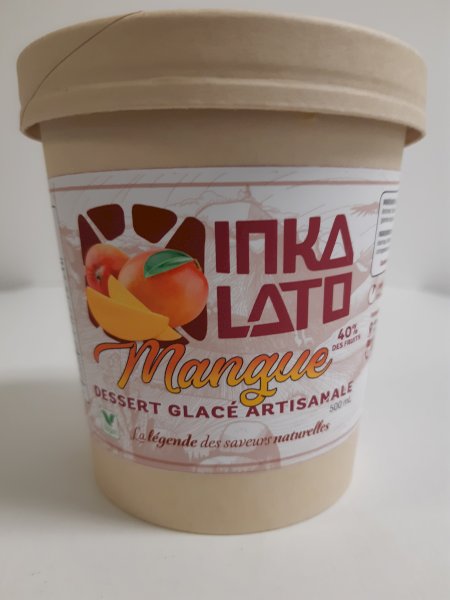 INKA
LATO
40%
DES FRUITS
Mangue
DESSERT GLACÉ ARTISANALE
500 mL
La légende des saveurs naturelles